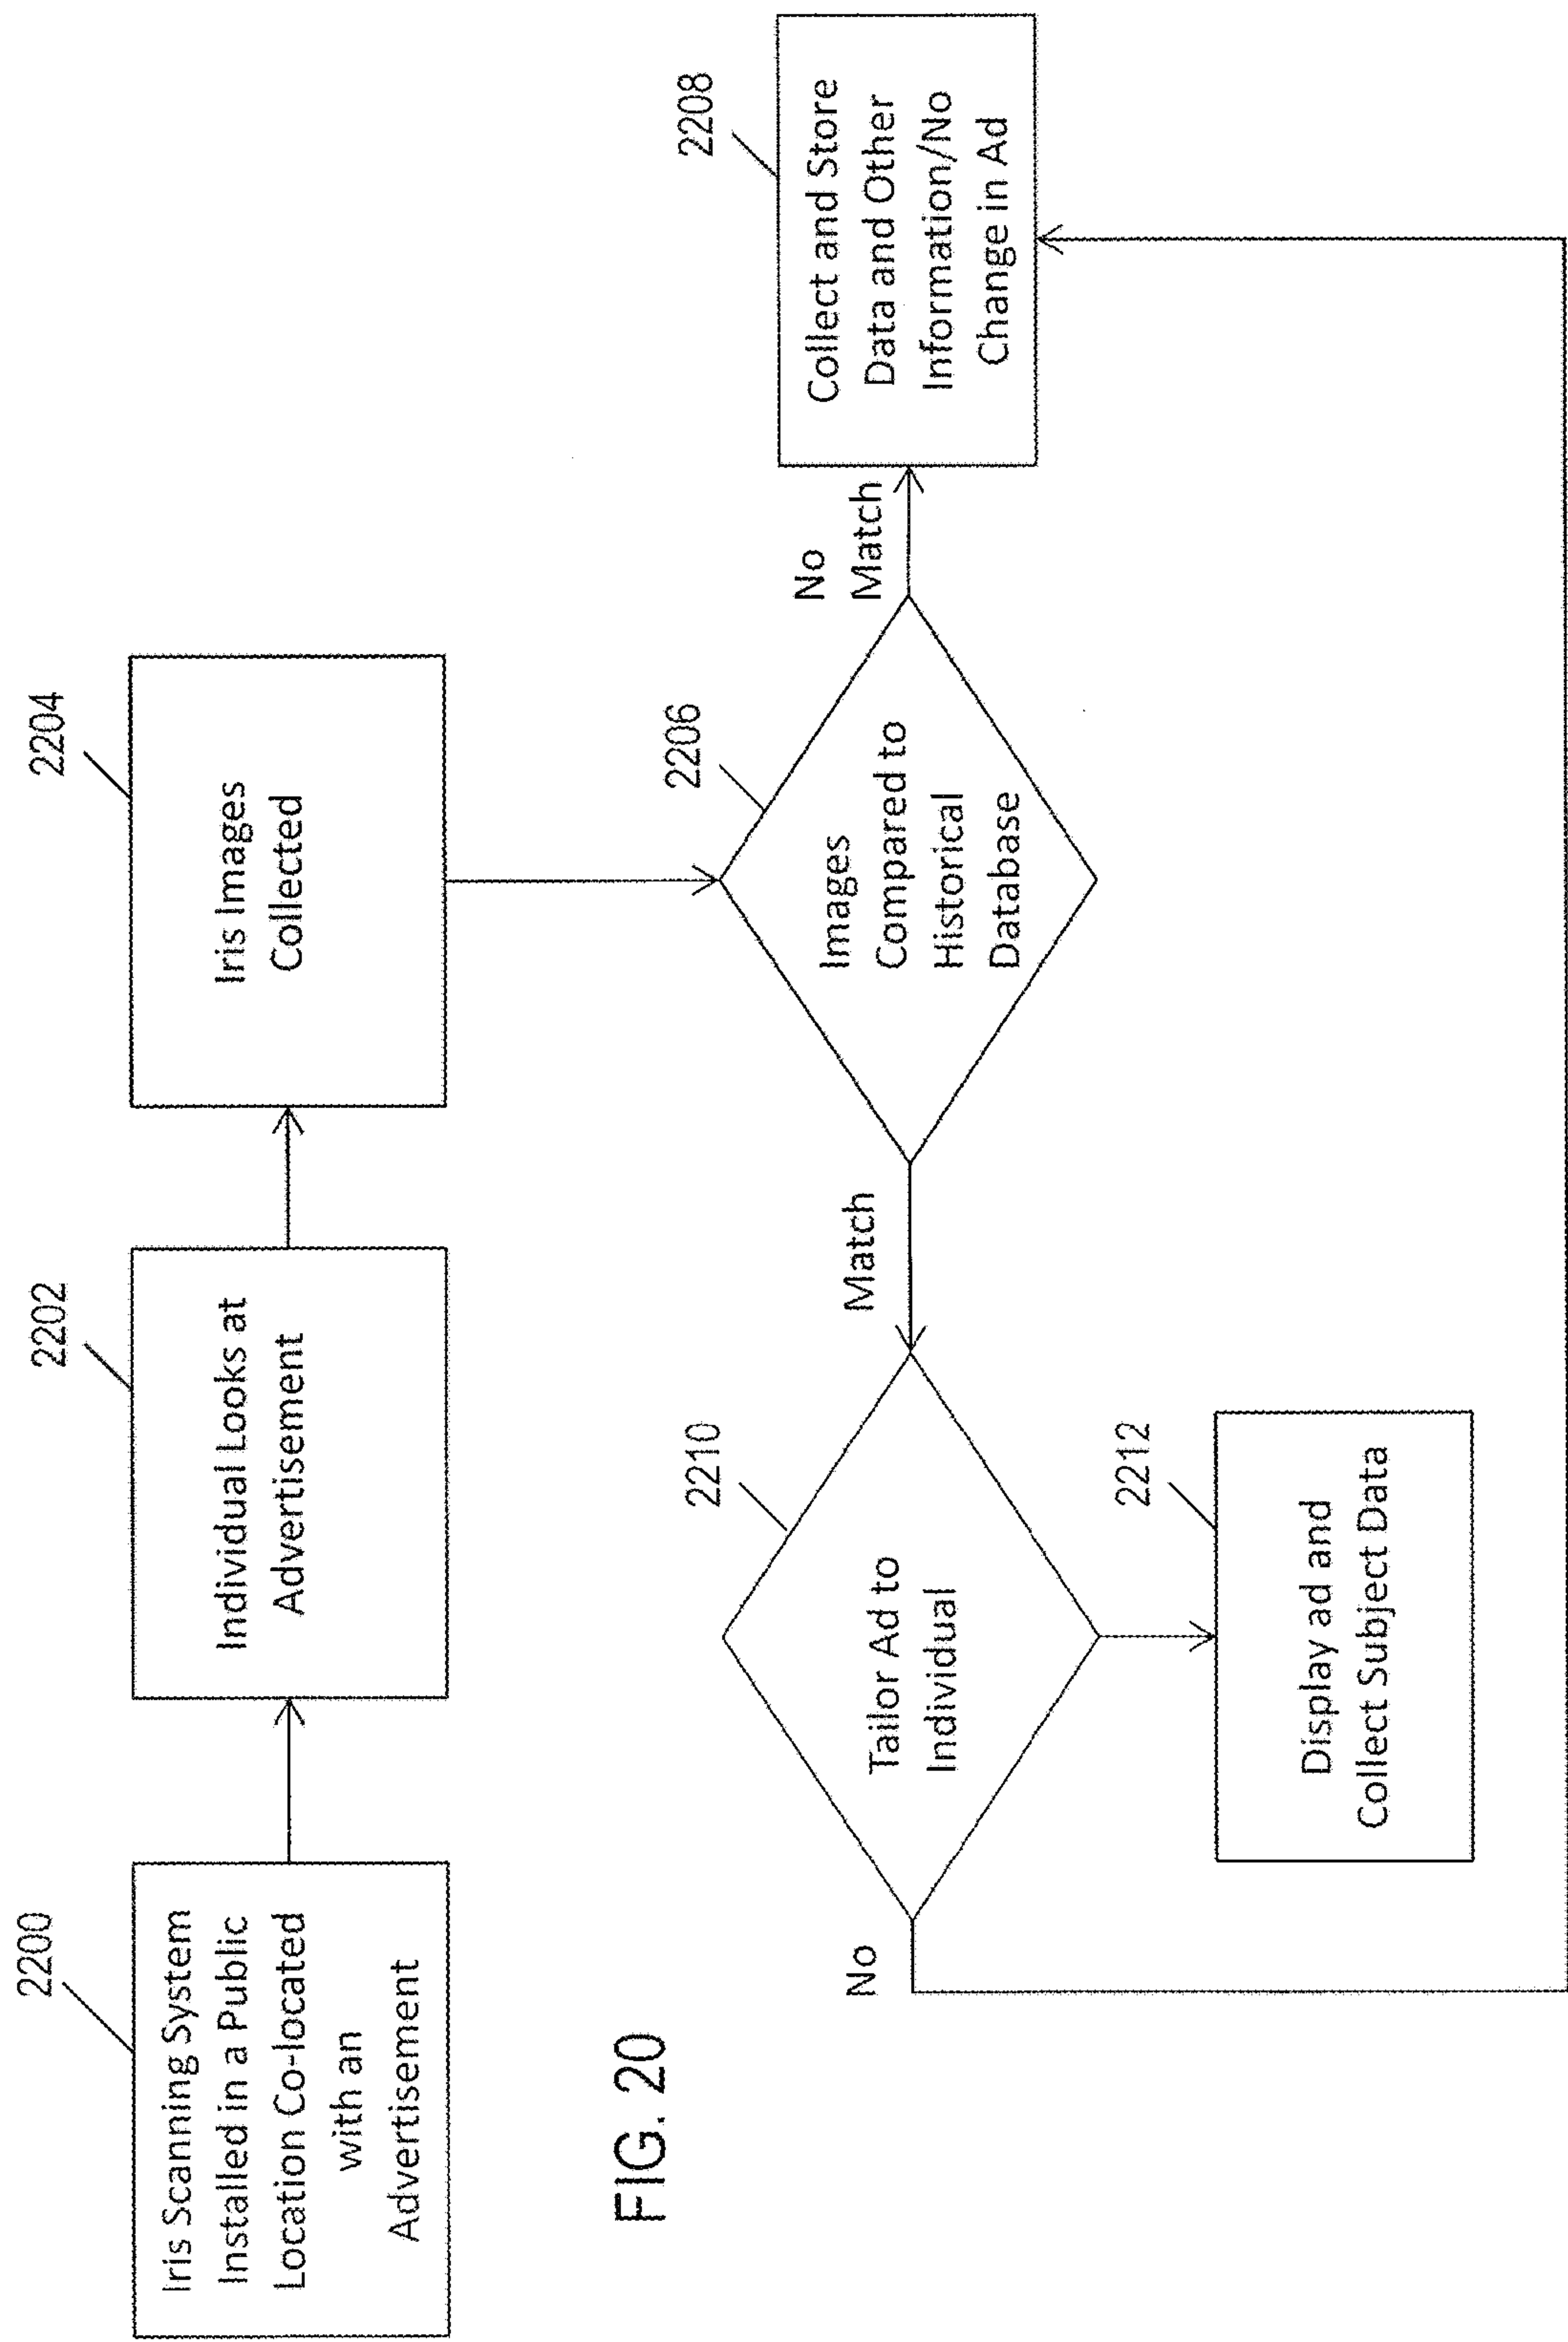 2200
Iris Scanning System
Installed in a Public
Location Co-located
with an
Advertisement
2202
Individual Looks at
Advertisement
2204
Iris Images
Collected
2206
Images
Compared to
Historical
Database
No
Match
2208
Collect and Store
Data and Other
Information/No
Change in Ad
Match
2210
Tailor Ad to
Individual
No
2212
Display ad and
Collect Subject Data
FIG. 20